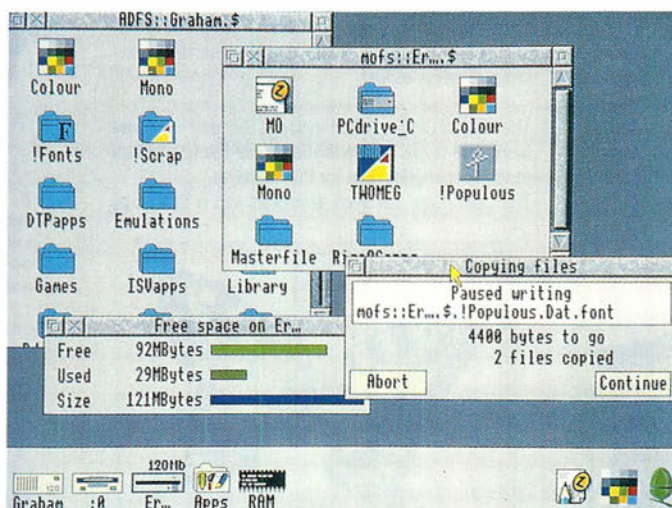 ADFS::Graham.$
Colour
Mono
!Fonts
!Scrap
DTPapps
Emulations
Games
ISVapps
Library
mofs::Er….$
MO
PCdrive_C
Colour
Mono
TWOMEG
!Populous
Masterfile
Copying files
Paused writing
mofs::Er….$.!Populous.Dat.font
4400 bytes to go
2 files copied
Abort
Continue
Free space on Er…
Free 92MBytes
Used 29MBytes
Size 121MBytes
120Mb
Graham
:0
Er…
Apps
RAM